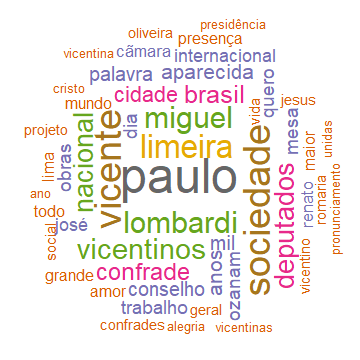 presidência
oliveira
presença
câmara
vicentina
internacional
palavra
aparecida
cristo
cidade
brasil
quero
mundo
jesus
vida
projeto
dia
miguel
mesa
unidas
nacional
vicente
limeira
obras
lima
maior
paulo
sociedade
deputados
renato
romaria
pronunciamento
ano
todo
josé
lombardi
social
vicentinos
mil
anos
vicentino
grande
confrade
amor
conselho
ozanam
trabalho
geral
confrades
alegria
vicentinas